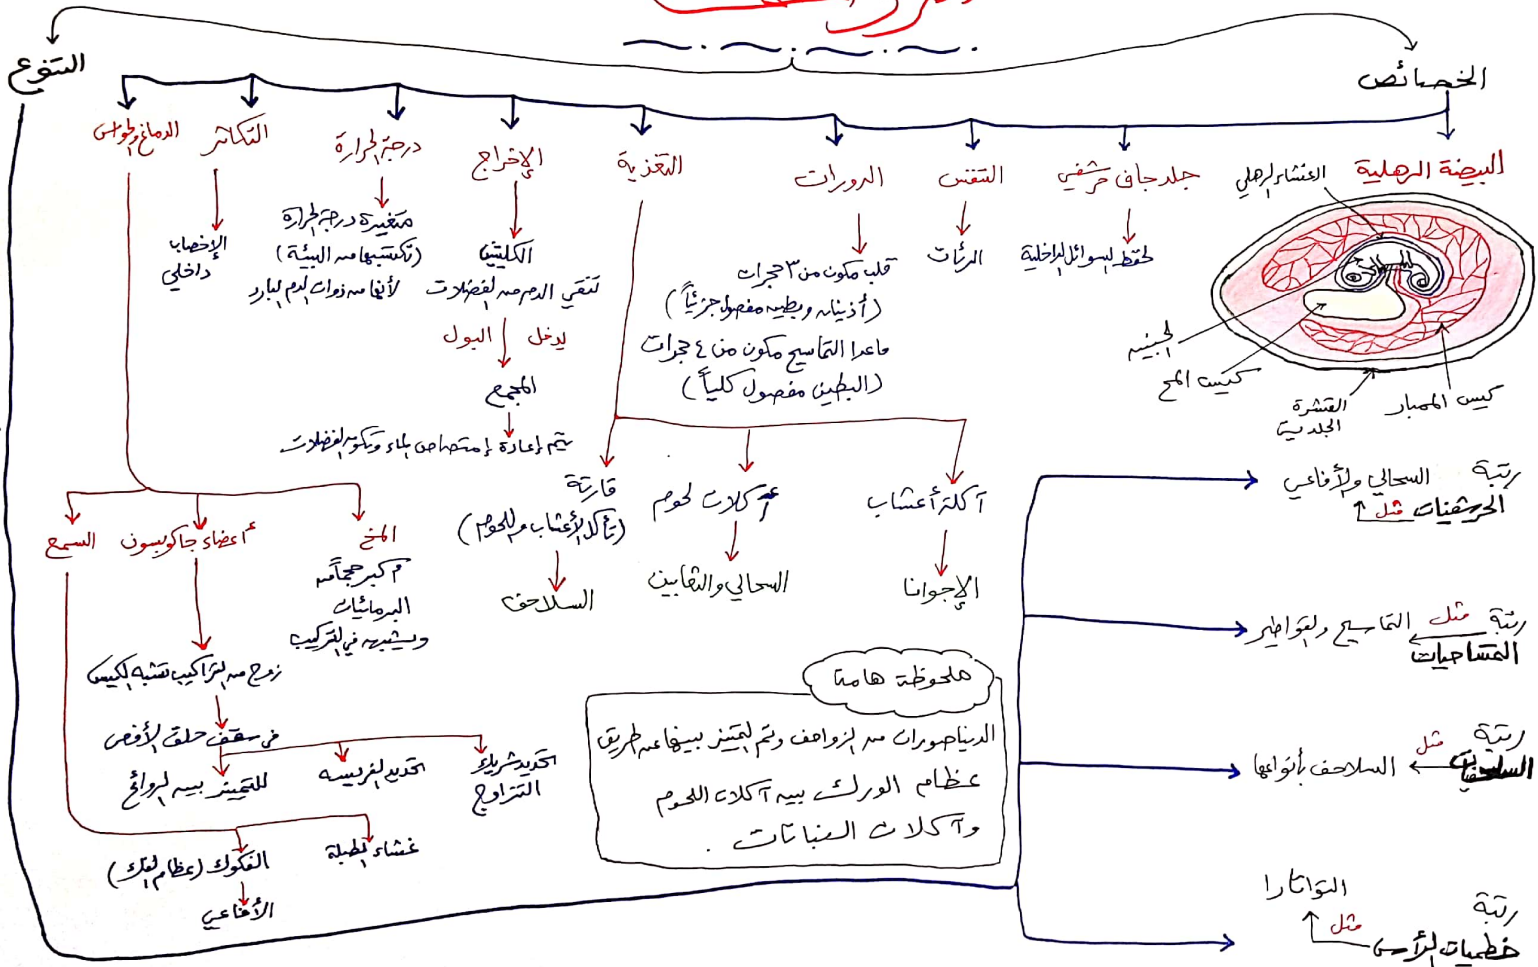 الخصائص
التنوع
البيضة الرهلية
الغشاء الرهلي
الجنين
كيس المح
القشرة
الجلدية
كيس الممبار
جلد جاف حرشفي
لحفظ السوائل الداخلية
التنفس
الرئات
الدورات
قلب مكون من ٣ حجرات
(أذينان وبطين مفصول جزئياً)
ماعدا التماسيح مكون من ٤ حجرات
(البطين مفصول كلياً)
التغذية
آكلة أعشاب
الإجوانا
آكلات لحوم
السحالي والثعابين
قارتة
(تأكل الأعشاب واللحوم)
السلاحف
الإخراج
الكليتين
تنقي الدم من الفضلات
يدخل البول
المجمع
يتم إعادة إمتصاص الماء وتكون الفضلات
درجة الحرارة
متغيرة درجة الحرارة
(تكتسبها من البيئة)
لأنها من ذوات الدم البارد
التكاثر
الإخصاب
داخلي
الدماغ والحواس
المخ
أكبر حجماً من
البرمائيات
ويشبهه في التركيب
أعضاء جاكوبسون
زوج من التراكيب تشبه الكيس
في سقف حلق الأفعى
للتمييز بين الروائح
تحديد الفريسة
تحديد شريك
التزاوج
السمع
غشاء الطبلة
الفكوك (عظام الفك)
الأفاعي
ملحوظة هامة
الديناصورات من الزواحف وتم التميز بينها عن طريق
عظام الورك بين آكلات اللحوم
وآكلات النباتات .
رتبة
الحرشفيات مثل
السحالي والأفاعي
رتبة
التمساحيات
مثل
التماسيح والقواطير
رتبة
السلحفيات
مثل
السلاحف بأنواعها
رتبة
خطميات الرأس
مثل
التواتارا